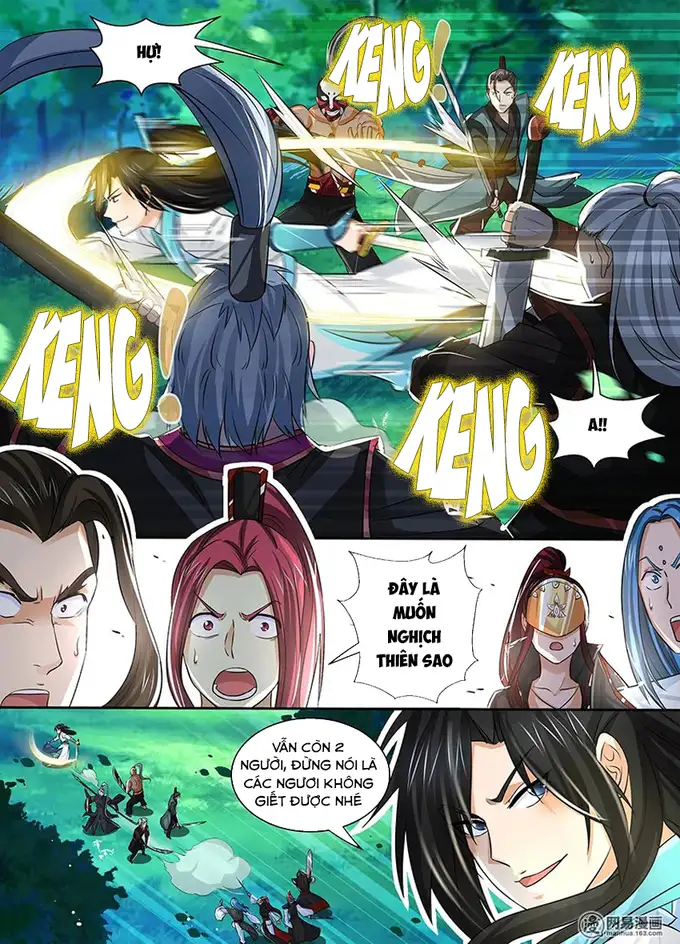 HỰ!
KENG!
KENG
KENG!
KENG
A!!
ĐÂY LÀ
MUỐN
NGHỊCH
THIÊN SAO
VẪN CÒN 2
NGƯỜI, ĐỪNG NÓI LÀ
CÁC NGƯƠI KHÔNG
GIẾT ĐƯỢC NHÉ
网易漫画
manhua.163.com